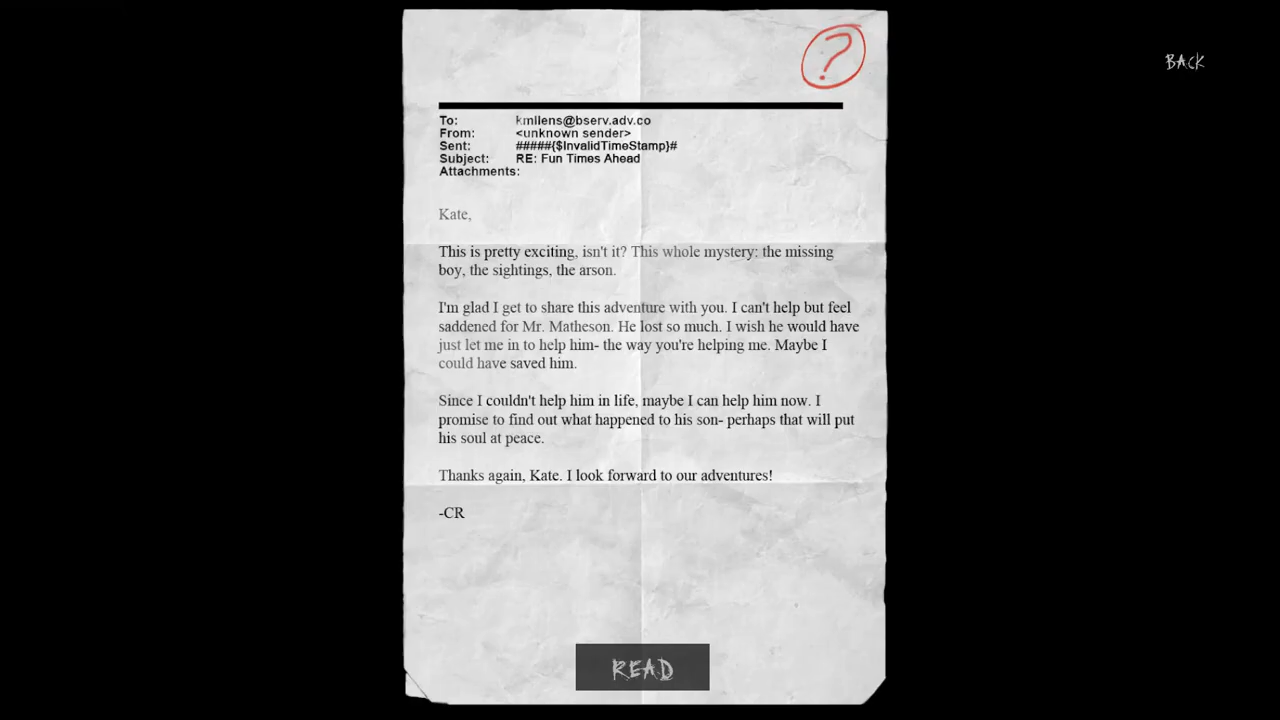 ?
BACK
To: kmilens@bserv.adv.co
From: <unknown sender>
Sent: #####{$InvalidTimeStamp}#
Subject: RE: Fun Times Ahead
Attachments:
Kate,
This is pretty exciting, isn't it? This whole mystery: the missing
boy, the sightings, the arson.
I'm glad I get to share this adventure with you. I can't help but feel
saddened for Mr. Matheson. He lost so much. I wish he would have
just let me in to help him- the way you're helping me. Maybe I
could have saved him.
Since I couldn't help him in life, maybe I can help him now. I
promise to find out what happened to his son- perhaps that will put
his soul at peace.
Thanks again, Kate. I look forward to our adventures!
-CR
READ